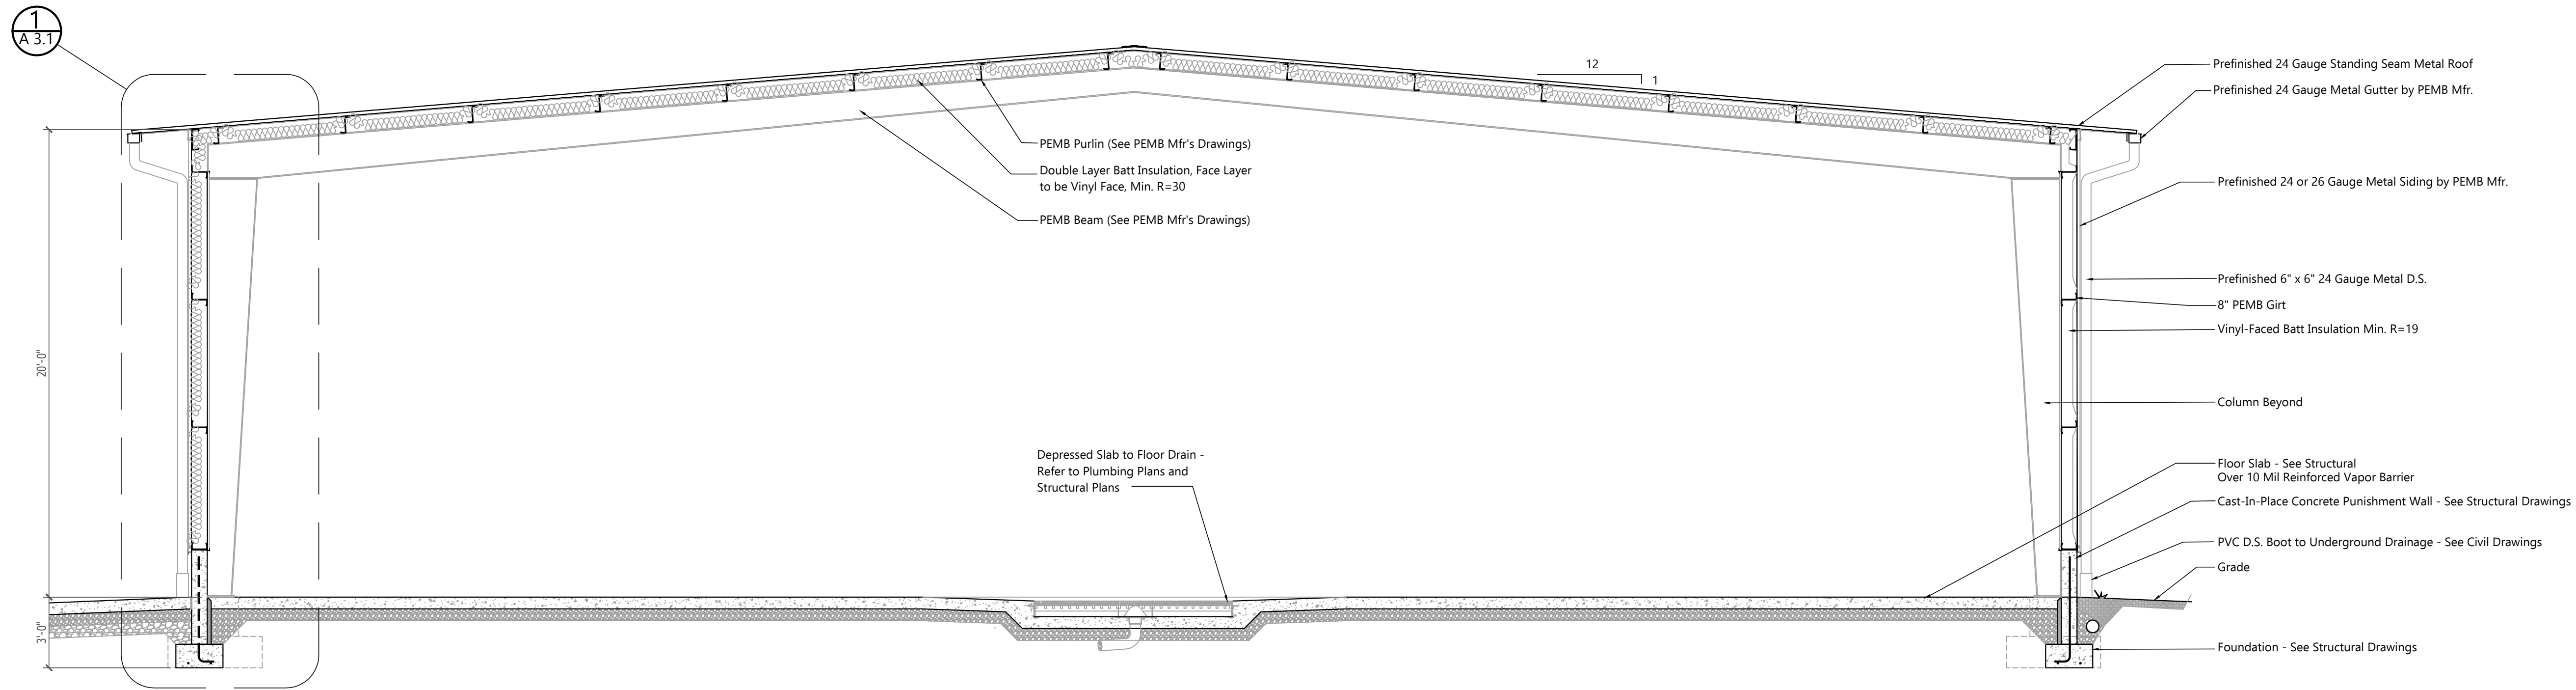 1
A 3.1
12
1
Prefinished 24 Gauge Standing Seam Metal Roof
Prefinished 24 Gauge Metal Gutter by PEMB Mfr.
PEMB Purlin (See PEMB Mfr's Drawings)
Double Layer Batt Insulation, Face Layer
to be Vinyl Face, Min. R=30
PEMB Beam (See PEMB Mfr's Drawings)
Prefinished 24 or 26 Gauge Metal Siding by PEMB Mfr.
Prefinished 6" x 6" 24 Gauge Metal D.S.
8" PEMB Girt
Vinyl-Faced Batt Insulation Min. R=19
20'-0"
Column Beyond
Depressed Slab to Floor Drain -
Refer to Plumbing Plans and
Structural Plans
Floor Slab - See Structural
Over 10 Mil Reinforced Vapor Barrier
Cast-In-Place Concrete Punishment Wall - See Structural Drawings
PVC D.S. Boot to Underground Drainage - See Civil Drawings
Grade
3'-0"
Foundation - See Structural Drawings